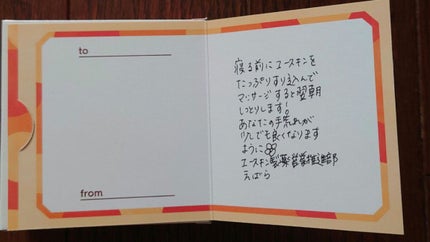 to
from
寝る前にユースキンを
たっぷりすり込んで
マッサージすると翌朝
しっとりします!
あなたの手荒れが
少しでも良くなります
ように
ユースキン製薬営業推進部
えばら